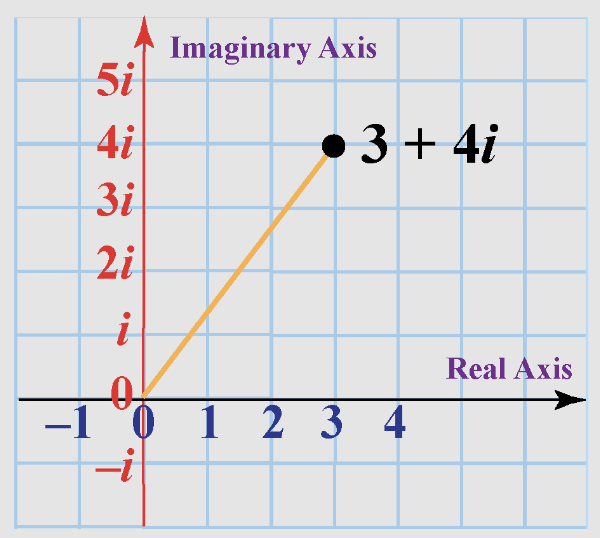 Imaginary Axis
5i
4i
3 + 4i
3i
2i
i
Real Axis
0
–1 0 1 2 3 4
–i